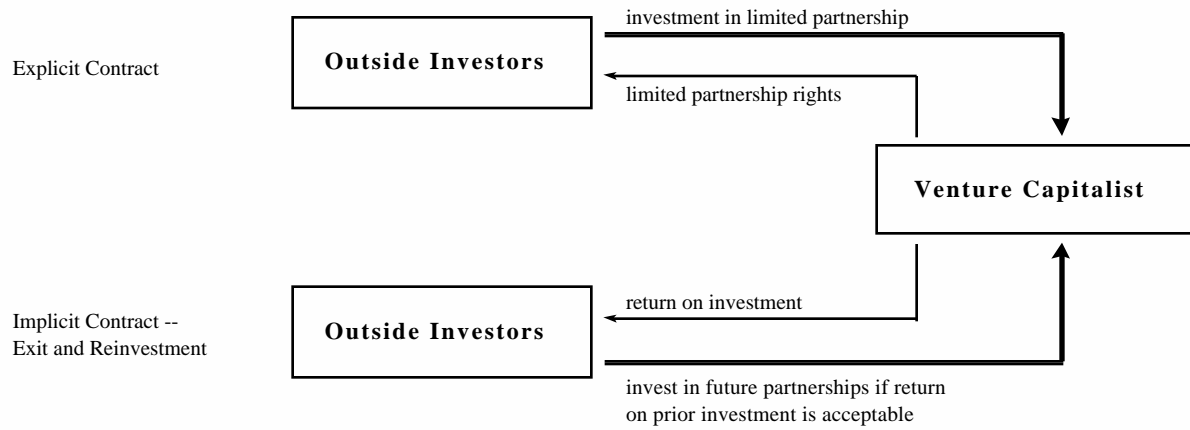 investment in limited partnership
Explicit Contract
Outside Investors
limited partnership rights
Venture Capitalist
Implicit Contract --
Exit and Reinvestment
Outside Investors
return on investment
invest in future partnerships if return
on prior investment is acceptable